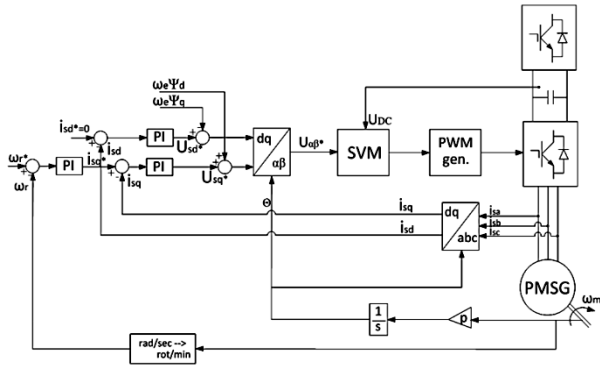 ωeΨd
ωeΨq
isd*=0
PI
Usd*
isd
ωr*
PI
isq*
PI
isq
Usq*
ωr
dq
αβ
Uαβ*
UDC
SVM
PWM
gen.
Θ
isq
isd
dq
abc
isa
isb
isc
PMSG
ωm
1
s
p
rad/sec -->
rot/min